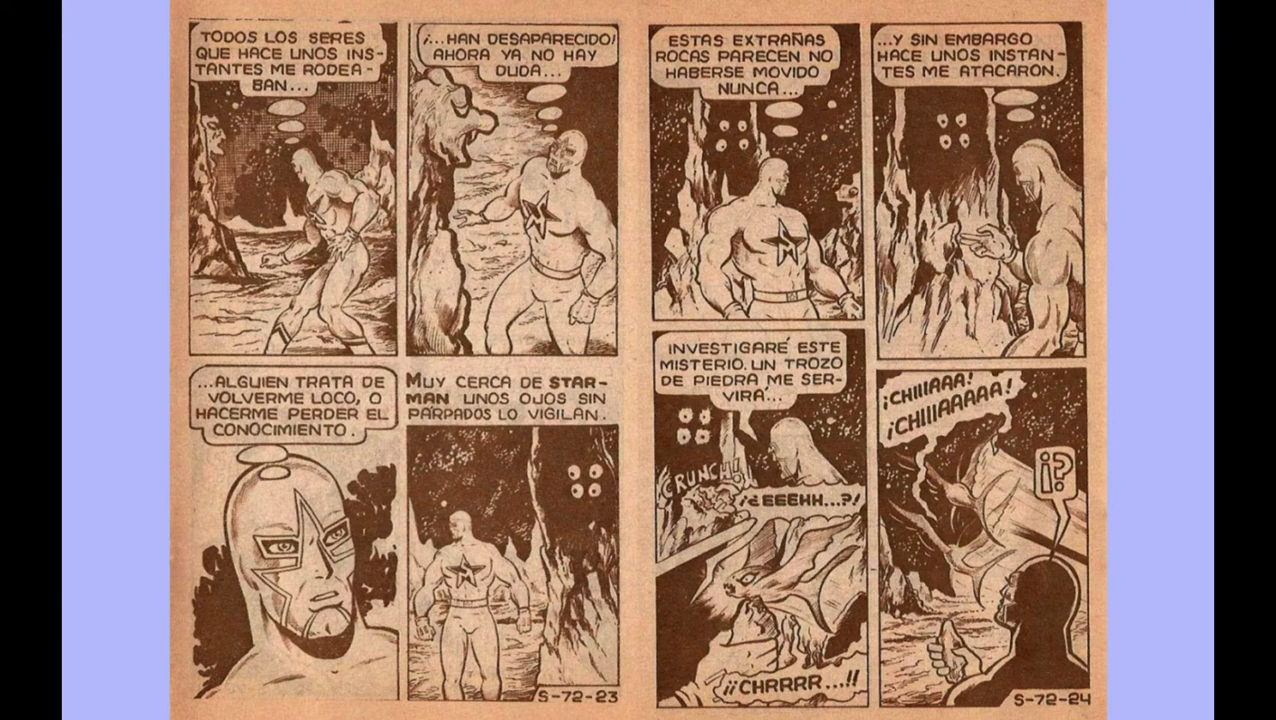 TODOS LOS SERES
QUE HACE UNOS INS-
TANTES ME RODEA-
BAN...
¡...HAN DESAPARECIDO!
AHORA YA NO HAY
DUDA...
...ALGUIEN TRATA DE
VOLVERME LOCO, O
HACERME PERDER EL
CONOCIMIENTO.
MUY CERCA DE STAR-
MAN UNOS OJOS SIN
PÁRPADOS LO VIGILAN.
S-72-23
ESTAS EXTRAÑAS
ROCAS PARECEN NO
HABERSE MOVIDO
NUNCA...
...Y SIN EMBARGO
HACE UNOS INSTAN-
TES ME ATACARON.
INVESTIGARÉ ESTE
MISTERIO. UN TROZO
DE PIEDRA ME SER-
VIRÁ...
CRUNCH!
¡¿EEEHH...?!
¡¡CHRRRR...!!
¡CHIIIAAA!
¡CHIIIAAAAA!
¡?
S-72-24